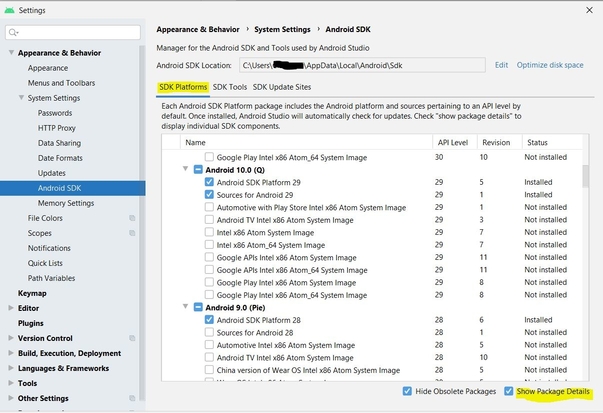 Settings
Appearance & Behavior
Appearance
Menus and Toolbars
System Settings
Passwords
HTTP Proxy
Data Sharing
Date Formats
Updates
Android SDK
Memory Settings
File Colors
Scopes
Notifications
Quick Lists
Path Variables
Keymap
Editor
Plugins
Version Control
Build, Execution, Deployment
Languages & Frameworks
Tools
Other Settings
Appearance & Behavior › System Settings › Android SDK
Manager for the Android SDK and Tools used by Android Studio
Android SDK Location: C:\Users\ \AppData\Local\Android\Sdk Edit Optimize disk space
SDK Platforms SDK Tools SDK Update Sites
Each Android SDK Platform package includes the Android platform and sources pertaining to an API level by
default. Once installed, Android Studio will automatically check for updates. Check "show package details" to
display individual SDK components.
Name API Level Revision Status
Google Play Intel x86 Atom_64 System Image 30 10 Not installed
Android 10.0 (Q)
Android SDK Platform 29 29 5 Installed
Sources for Android 29 29 1 Installed
Automotive with Play Store Intel x86 Atom System Image 29 1 Not installed
Android TV Intel x86 Atom System Image 29 3 Not installed
Intel x86 Atom System Image 29 7 Not installed
Intel x86 Atom_64 System Image 29 7 Not installed
Google APIs Intel x86 Atom System Image 29 11 Not installed
Google APIs Intel x86 Atom_64 System Image 29 11 Not installed
Google Play Intel x86 Atom System Image 29 8 Not installed
Google Play Intel x86 Atom_64 System Image 29 8 Not installed
Android 9.0 (Pie)
Android SDK Platform 28 28 6 Installed
Sources for Android 28 28 1 Not installed
Automotive Intel x86 Atom System Image 28 5 Not installed
Android TV Intel x86 Atom System Image 28 10 Not installed
China version of Wear OS Intel x86 Atom System Image 28 5 Not installed
Hide Obsolete Packages Show Package Details